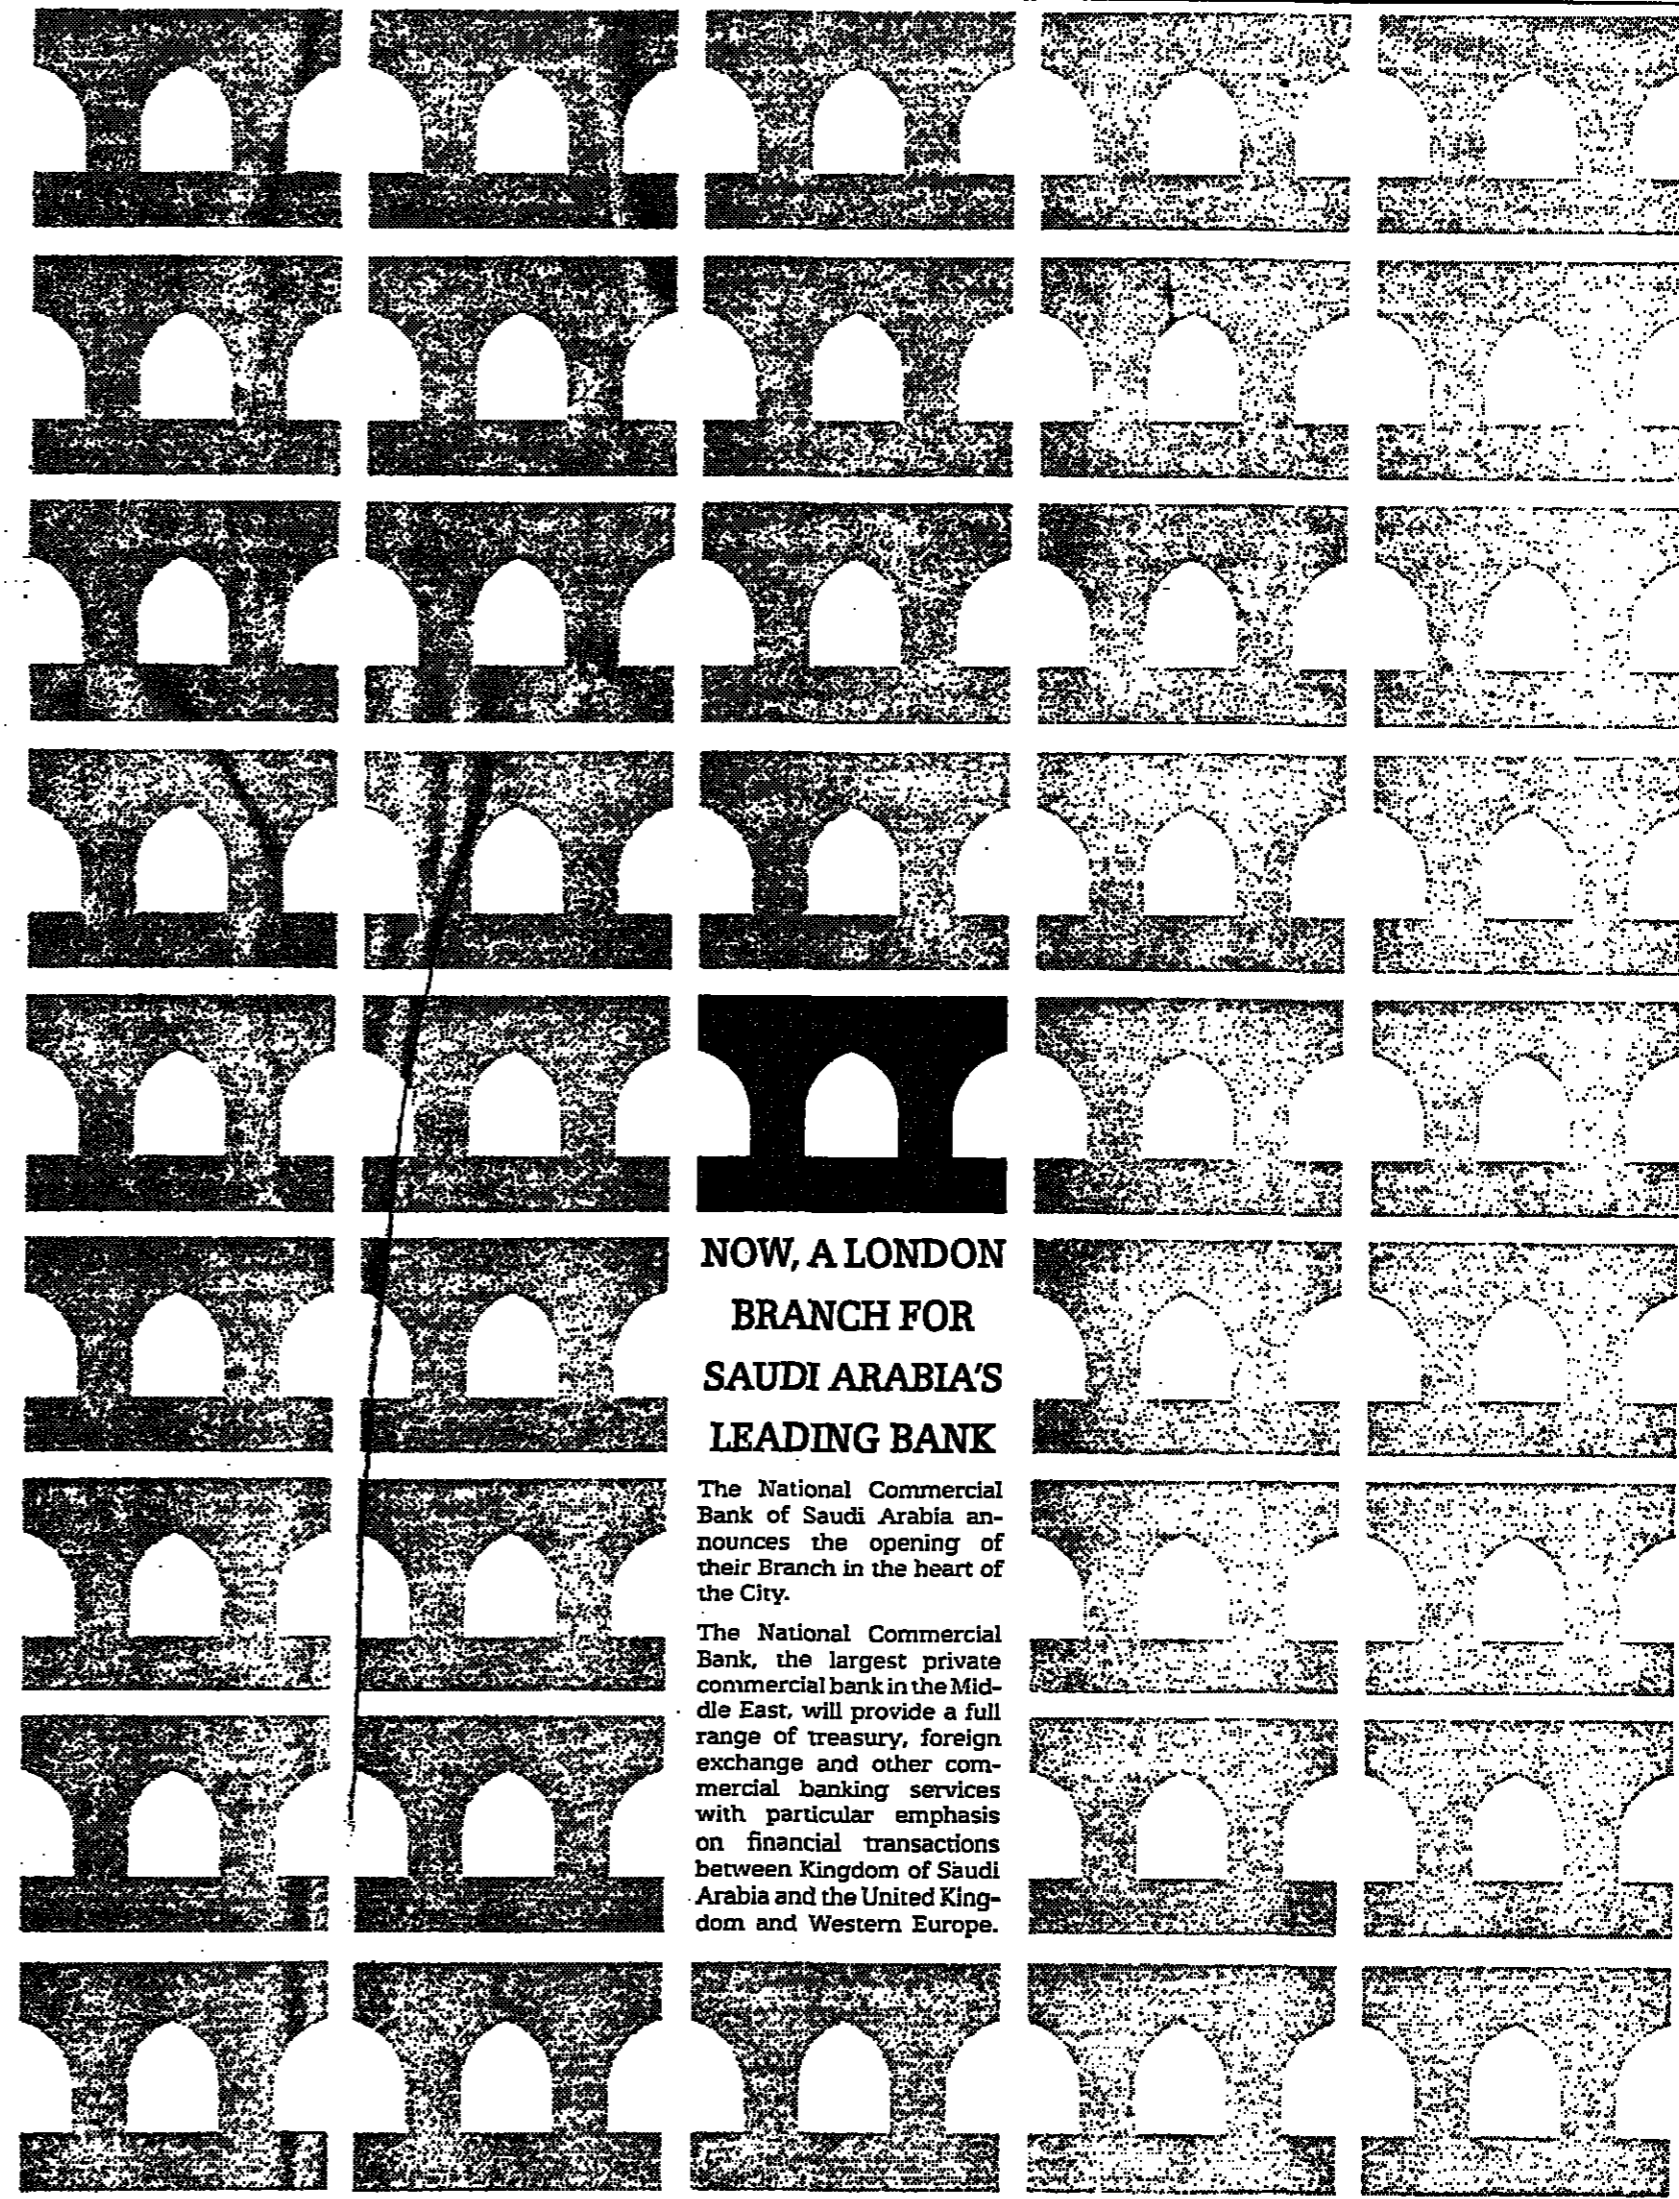 NOW, A LONDON
BRANCH FOR
SAUDI ARABIA'S
LEADING BANK
The National Commercial
Bank of Saudi Arabia an-
nounces the opening of
their Branch in the heart of
the City.
The National Commercial
Bank, the largest private
commercial bank in the Mid-
dle East, will provide a full
range of treasury, foreign
exchange and other com-
mercial banking services
with particular emphasis
on financial transactions
between Kingdom of Saudi
Arabia and the United King-
dom and Western Europe.